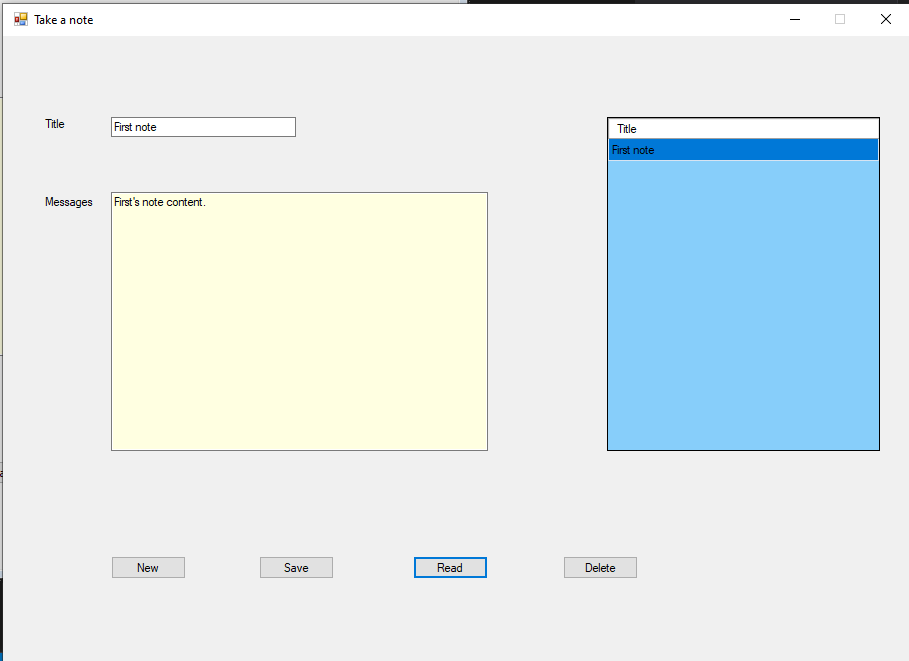 Take a note
Title
First note
Messages
First's note content.
Title
First note
New
Save
Read
Delete